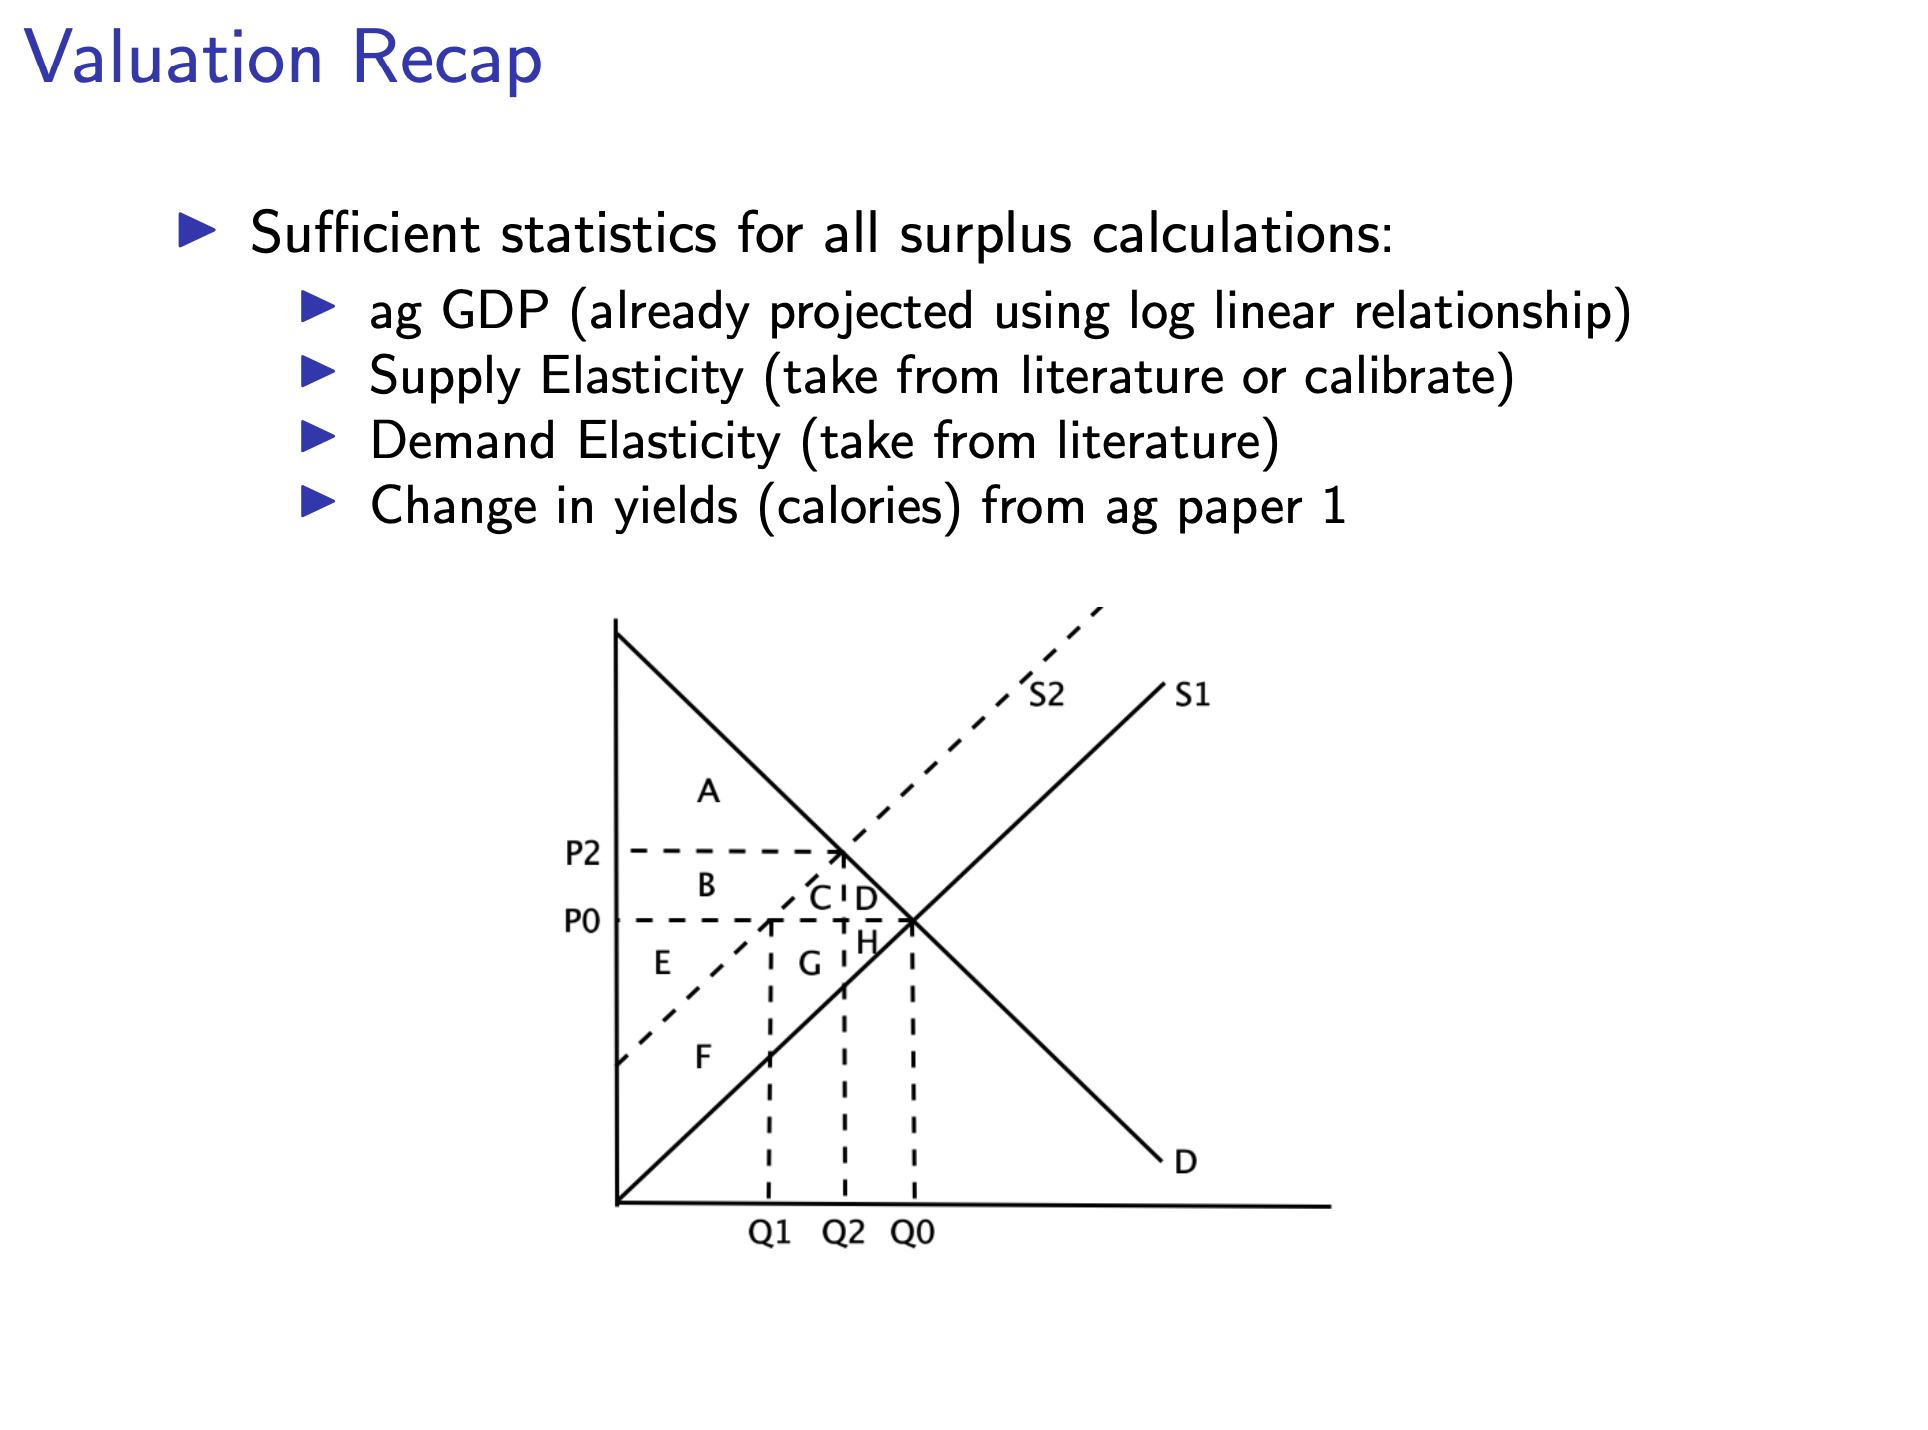 Valuation Recap
Sufficient statistics for all surplus calculations:
ag GDP (already projected using log linear relationship)
Supply Elasticity (take from literature or calibrate)
Demand Elasticity (take from literature)
Change in yields (calories) from ag paper 1
S2
S1
A
P2
B
C
D
P0
H
E
G
F
D
Q1 Q2 Q0